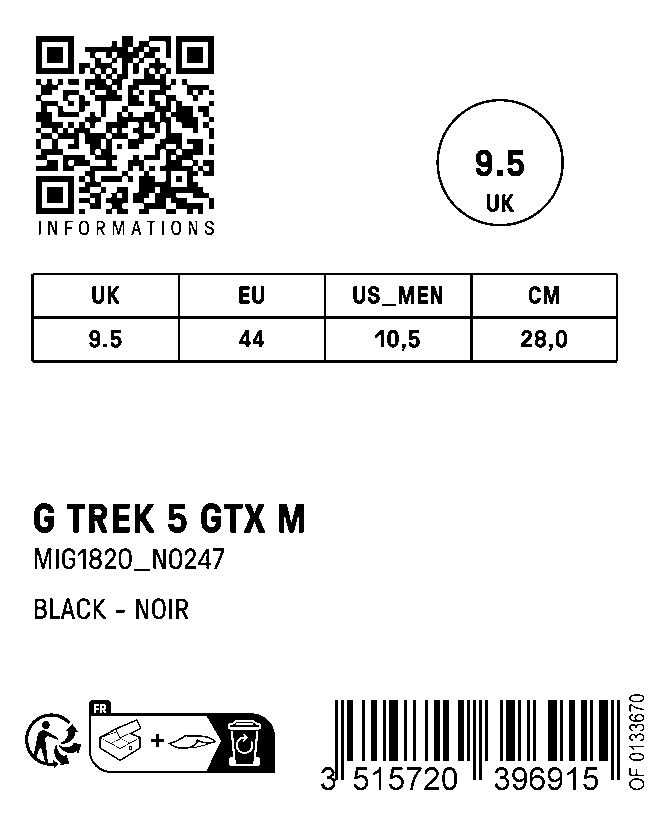 INFORMATIONS
9.5
UK
UK EU US_MEN CM
9.5 44 10,5 28,0
G TREK 5 GTX M
MIG1820_N0247
BLACK - NOIR
FR
+
3 515720 396915
OF 0133670